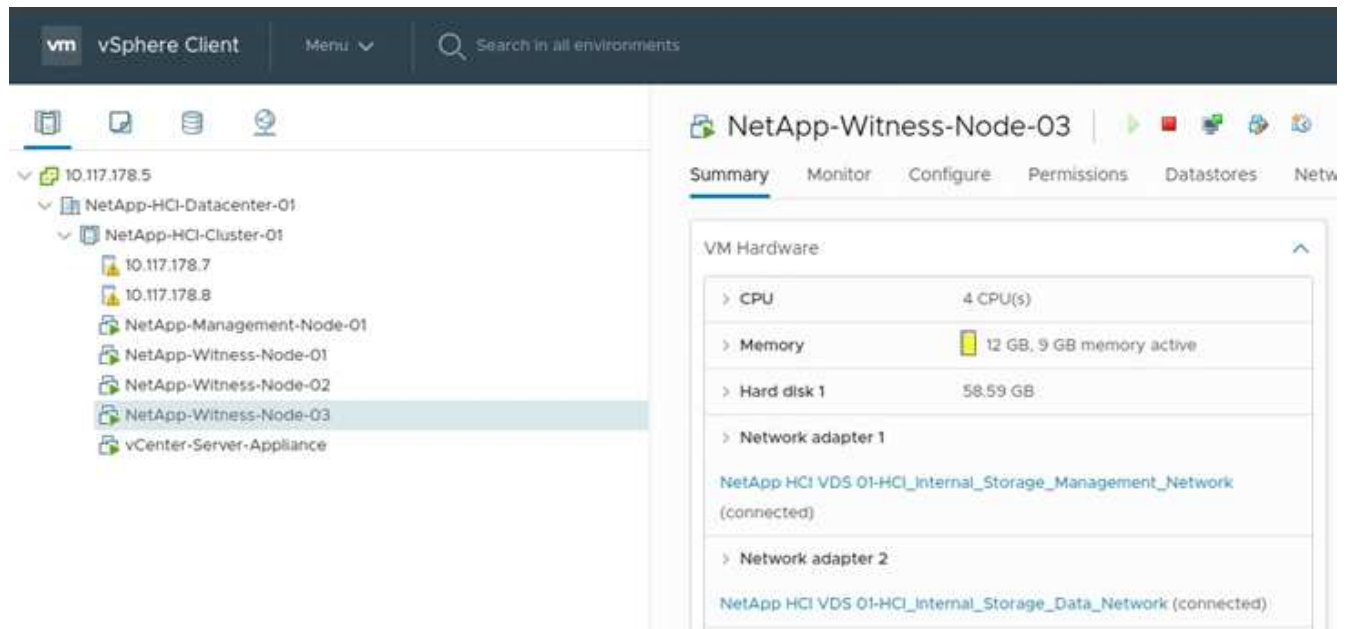 vm vSphere Client Menu Search in all environments
10.117.178.5
NetApp-HCI-Datacenter-01
NetApp-HCI-Cluster-01
10.117.178.7
10.117.178.8
NetApp-Management-Node-01
NetApp-Witness-Node-01
NetApp-Witness-Node-02
NetApp-Witness-Node-03
vCenter-Server-Appliance
NetApp-Witness-Node-03
Summary Monitor Configure Permissions Datastores Netw
VM Hardware
CPU 4 CPU(s)
Memory 12 GB, 9 GB memory active
Hard disk 1 58.59 GB
Network adapter 1
NetApp HCI VDS 01-HCI_Internal_Storage_Management_Network
(connected)
Network adapter 2
NetApp HCI VDS 01-HCI_Internal_Storage_Data_Network (connected)